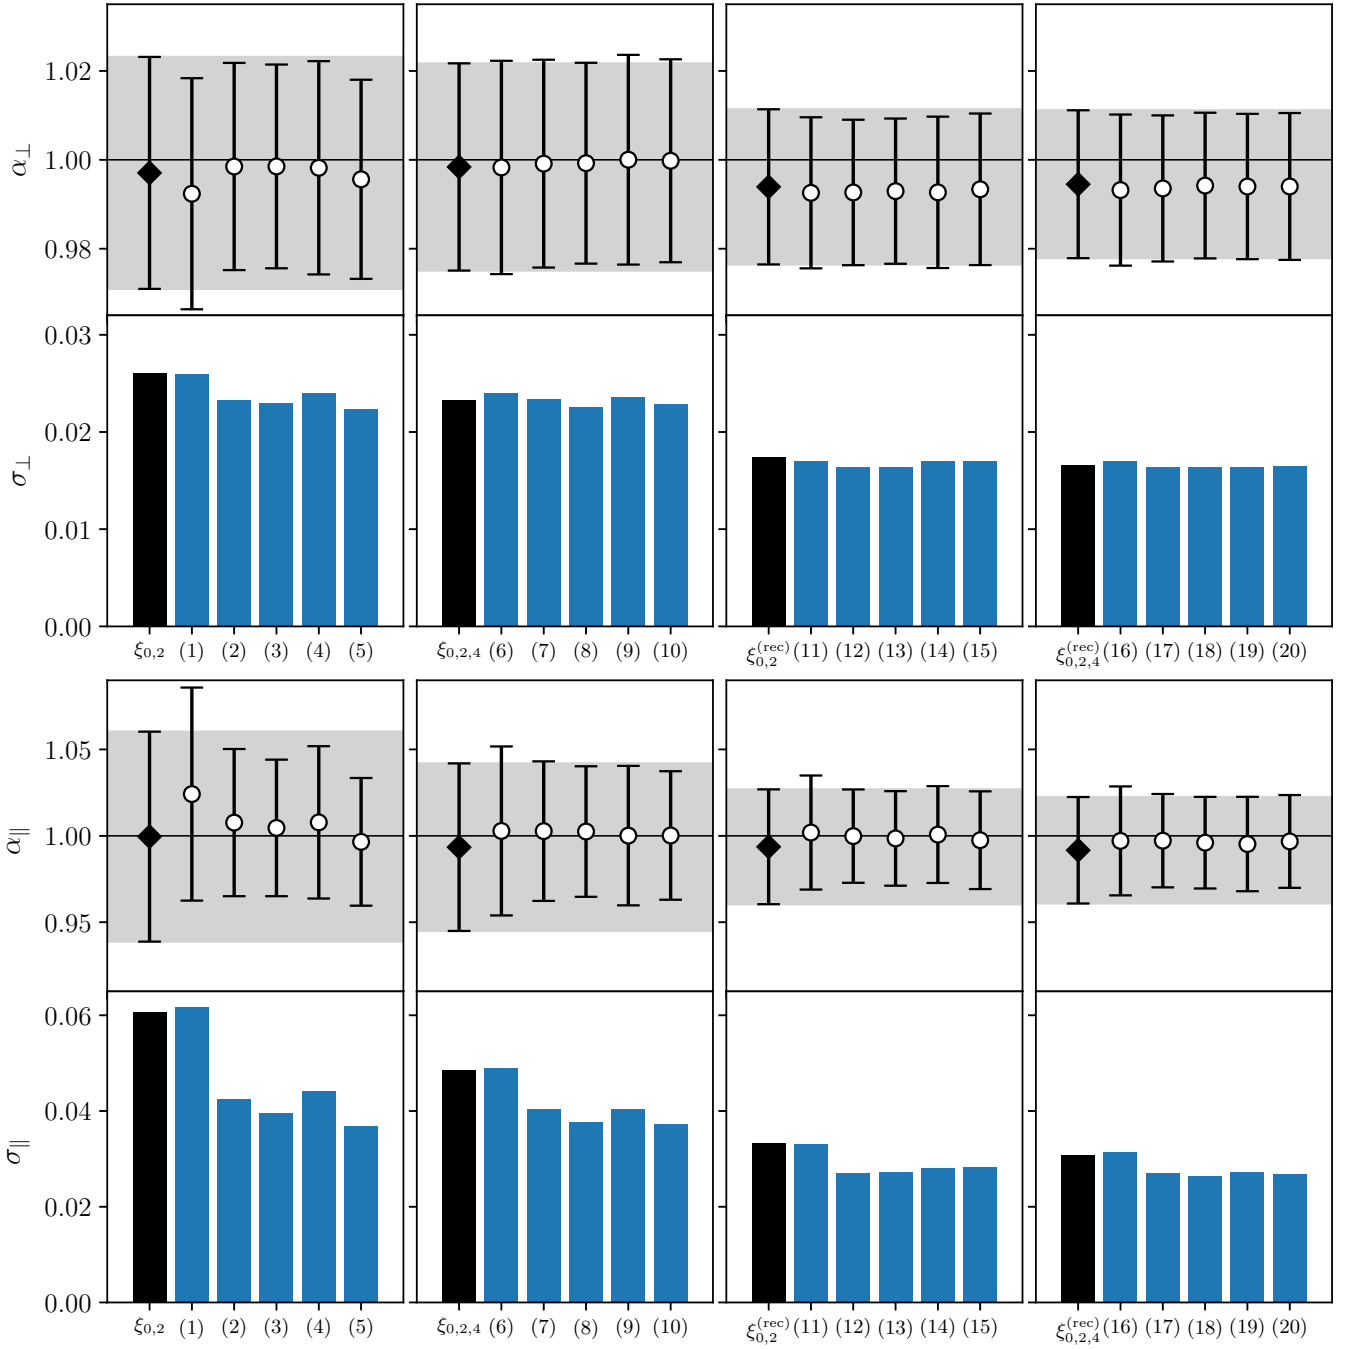 1.02
1.00
0.98
α⊥
0.03
0.02
0.01
0.00
σ⊥
ξ0,2 (1) (2) (3) (4) (5) ξ0,2,4 (6) (7) (8) (9) (10) ξ(rec)0,2 (11) (12) (13) (14) (15) ξ(rec)0,2,4 (16) (17) (18) (19) (20)
1.05
1.00
0.95
α∥
0.06
0.04
0.02
0.00
σ∥
ξ0,2 (1) (2) (3) (4) (5) ξ0,2,4 (6) (7) (8) (9) (10) ξ(rec)0,2 (11) (12) (13) (14) (15) ξ(rec)0,2,4 (16) (17) (18) (19) (20)